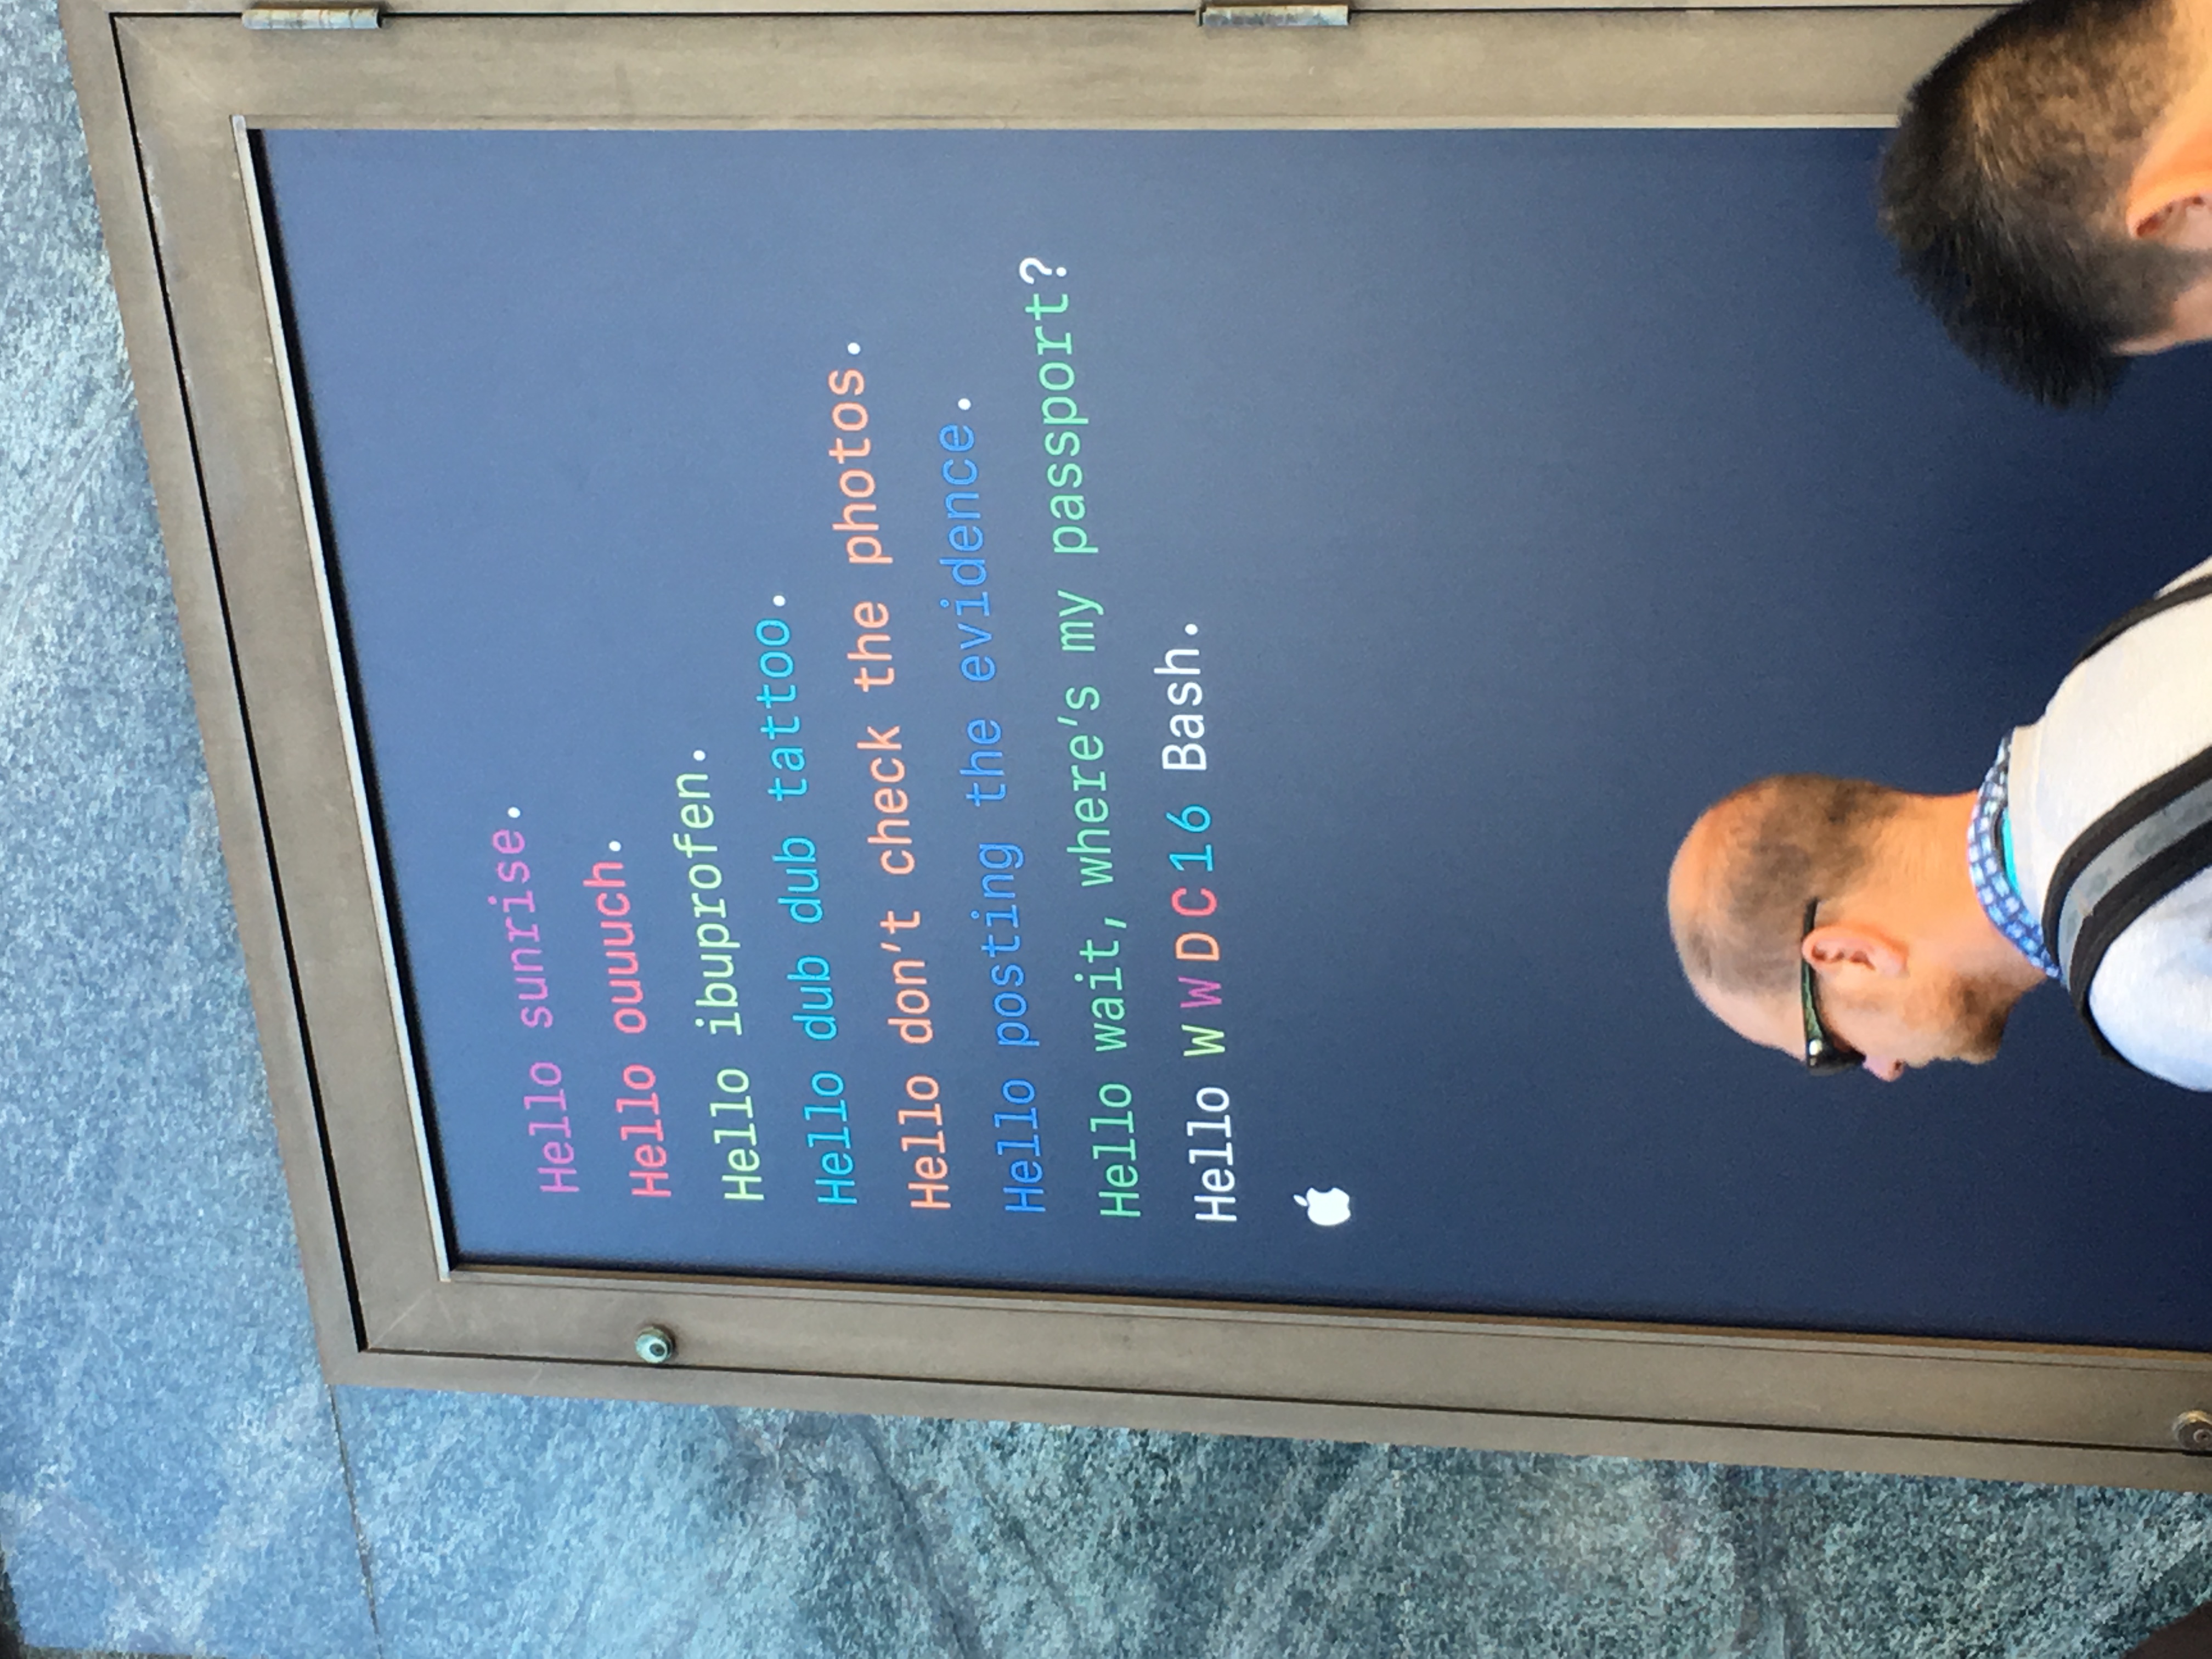 Hello sunrise.
Hello ouuuch.
Hello ibuprofen.
Hello dub dub tattoo.
Hello don’t check the photos.
Hello posting the evidence.
Hello wait, where’s my passport?
Hello WWDC16 Bash.